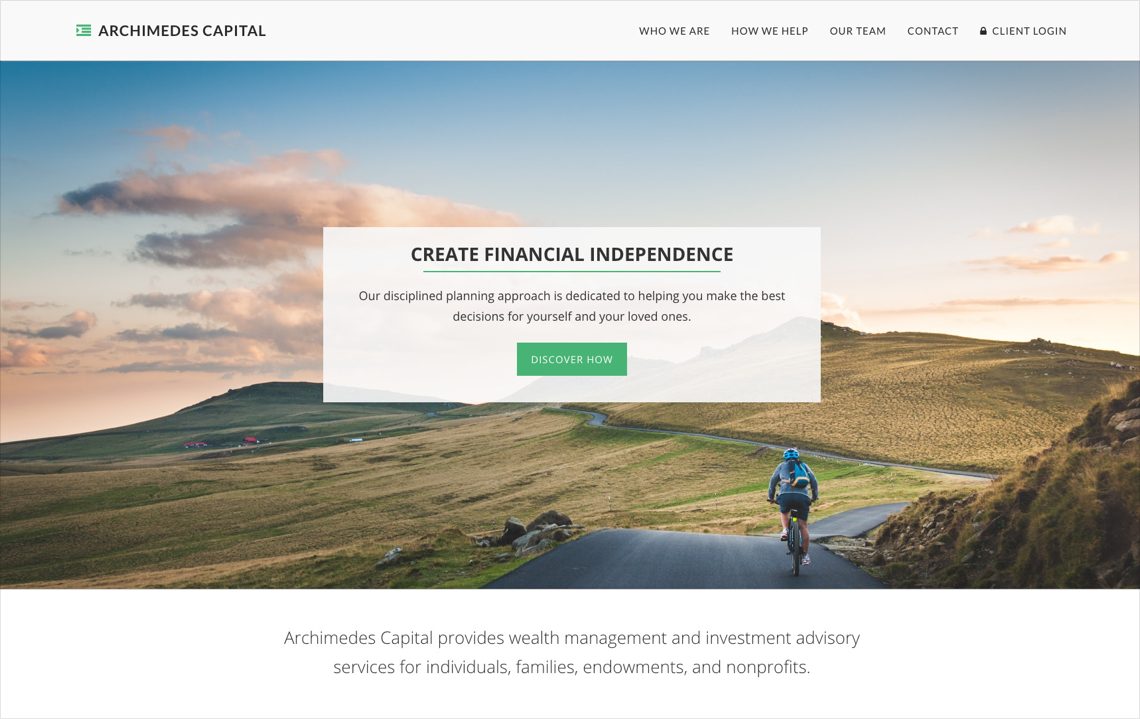 ARCHIMEDES CAPITAL
WHO WE ARE
HOW WE HELP
OUR TEAM
CONTACT
CLIENT LOGIN
CREATE FINANCIAL INDEPENDENCE
Our disciplined planning approach is dedicated to helping you make the best
decisions for yourself and your loved ones.
DISCOVER HOW
Archimedes Capital provides wealth management and investment advisory
services for individuals, families, endowments, and nonprofits.